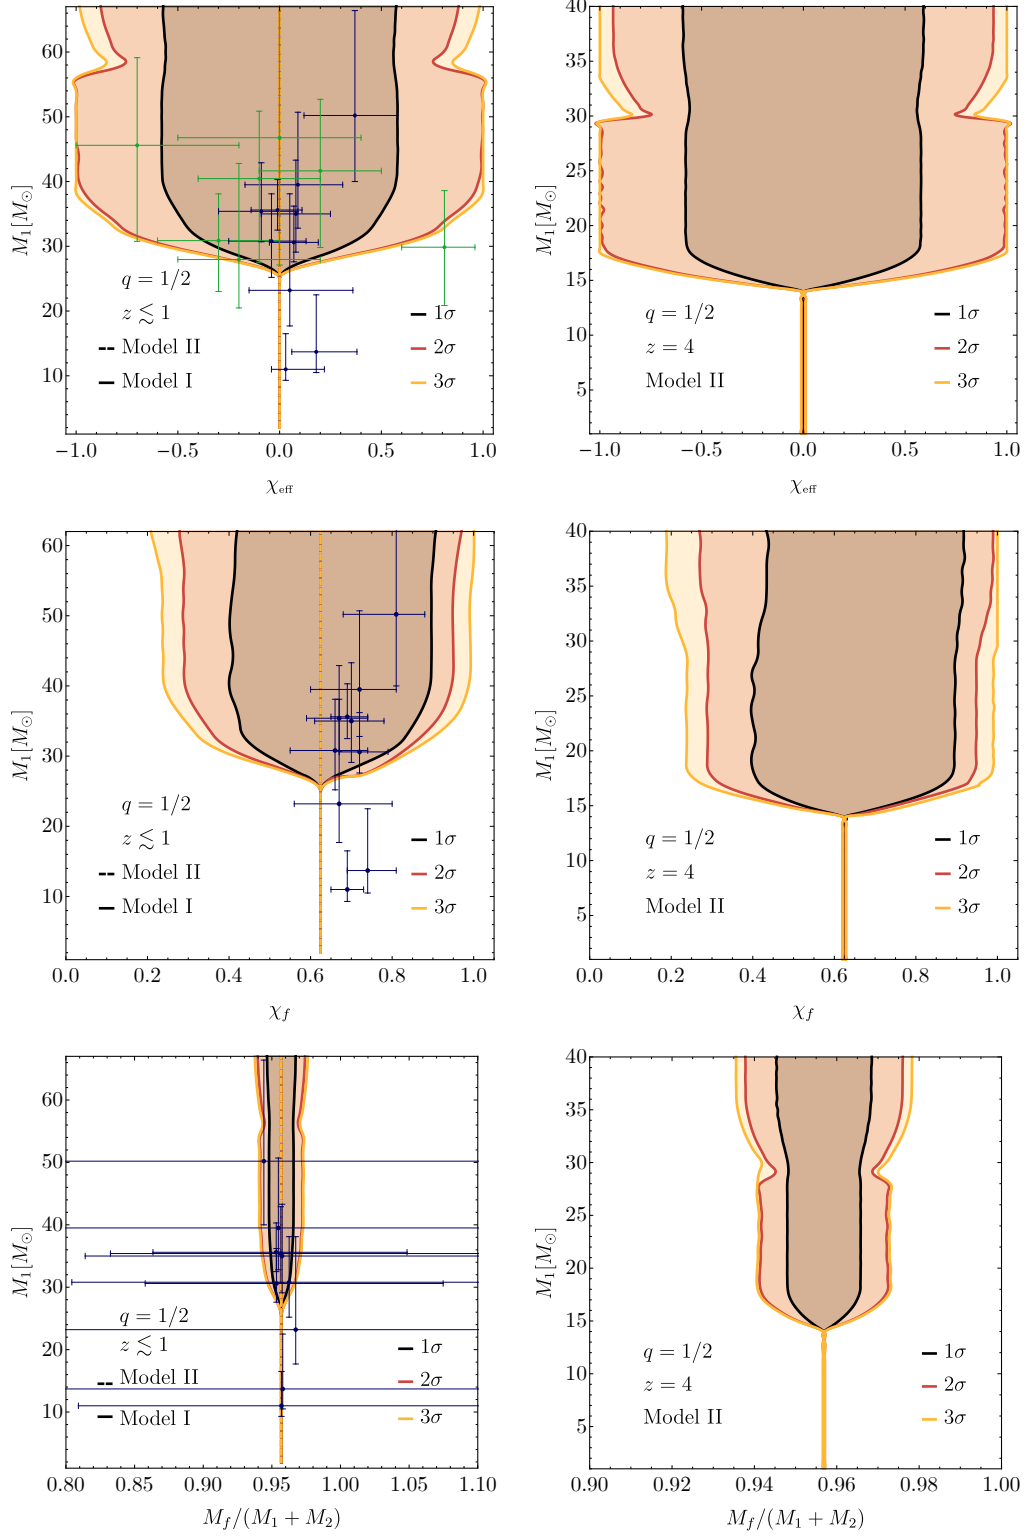 60
50
40
30
20
10
M₁[M⊙]
q = 1/2
z ≲ 1
Model II
Model I
1σ
2σ
3σ
−1.0 −0.5 0.0 0.5 1.0
χeff
40
35
30
25
20
15
10
5
M₁[M⊙]
q = 1/2
z = 4
Model II
1σ
2σ
3σ
−1.0 −0.5 0.0 0.5 1.0
χeff
60
50
40
30
20
10
M₁[M⊙]
q = 1/2
z ≲ 1
Model II
Model I
1σ
2σ
3σ
0.0 0.2 0.4 0.6 0.8 1.0
χf
40
35
30
25
20
15
10
5
M₁[M⊙]
q = 1/2
z = 4
Model II
1σ
2σ
3σ
0.0 0.2 0.4 0.6 0.8 1.0
χf
60
50
40
30
20
10
M₁[M⊙]
q = 1/2
z ≲ 1
Model II
Model I
1σ
2σ
3σ
0.80 0.85 0.90 0.95 1.00 1.05 1.10
Mf/(M₁ + M₂)
40
35
30
25
20
15
10
5
M₁[M⊙]
q = 1/2
z = 4
Model II
1σ
2σ
3σ
0.90 0.92 0.94 0.96 0.98 1.00
Mf/(M₁ + M₂)